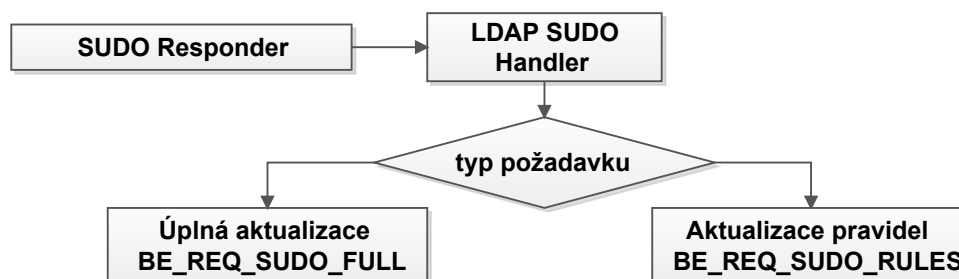 SUDO Responder
LDAP SUDO
Handler
typ požadavku
Úplná aktualizace
BE_REQ_SUDO_FULL
Aktualizace pravidel
BE_REQ_SUDO_RULES